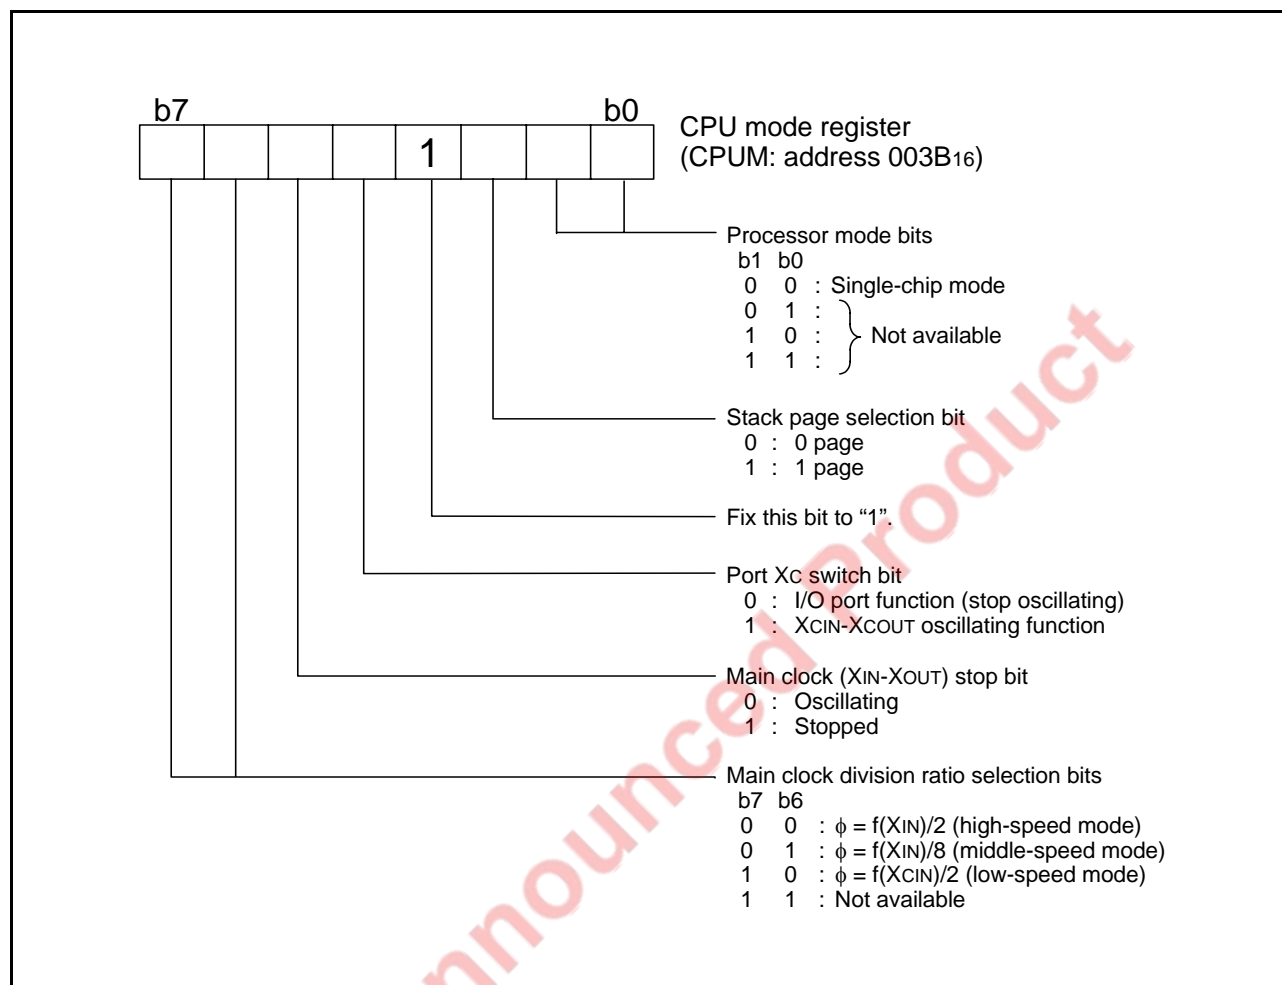 b7 b0
1
CPU mode register
(CPUM: address 003B16)
Processor mode bits
b1 b0
0 0 : Single-chip mode
0 1 :
1 0 : Not available
1 1 :
Stack page selection bit
0 : 0 page
1 : 1 page
Fix this bit to “1”.
Port XC switch bit
0 : I/O port function (stop oscillating)
1 : XCIN-XCOUT oscillating function
Main clock (XIN-XOUT) stop bit
0 : Oscillating
1 : Stopped
Main clock division ratio selection bits
b7 b6
0 0 : ϕ = f(XIN)/2 (high-speed mode)
0 1 : ϕ = f(XIN)/8 (middle-speed mode)
1 0 : ϕ = f(XCIN)/2 (low-speed mode)
1 1 : Not available
nnounced Product